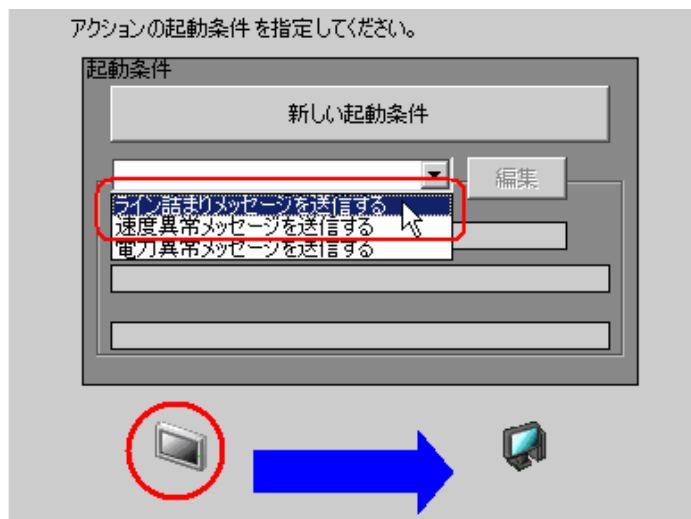 アクションの起動条件 を指定してください。
起動条件
新しい起動条件
編集
ライン詰まりメッセージを送信する
速度異常メッセージを送信する
電力異常メッセージを送信する